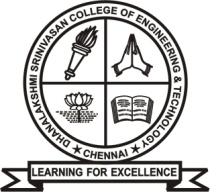 DHANALAKSHMI SRINIVASAN COLLEGE OF ENGINEERING & TECHNOLOGY
★ CHENNAI ★
LEARNING FOR EXCELLENCE